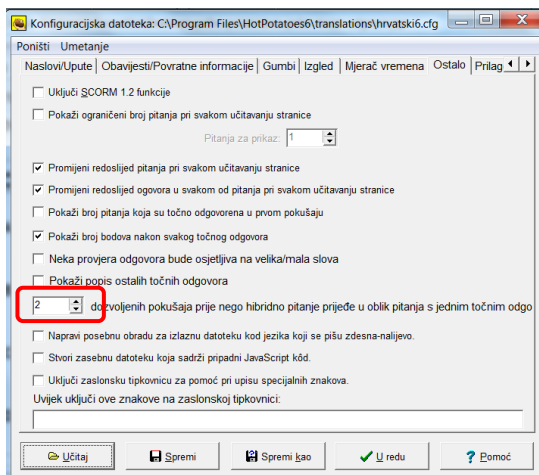 Konfiguracijska datoteka: C:\Program Files\HotPotatoes6\translations\hrvatski6.cfg
Poništi Umetanje
Naslovi/Upute Obavijesti/Povratne informacije Gumbi Izgled Mjerač vremena Ostalo Prilag
Uključi SCORM 1.2 funkcije
Pokaži ograničeni broj pitanja pri svakom učitavanju stranice
Pitanja za prikaz: 1
Promijeni redoslijed pitanja pri svakom učitavanju stranice
Promijeni redoslijed ogovora u svakom od pitanja pri svakom učitavanju stranice
Pokaži broj pitanja koja su točno odgovorena u prvom pokušaju
Pokaži broj bodova nakon svakog točnog odgovora
Neka provjera odgovora bude osjetljiva na velika/mala slova
Pokaži popis ostalih točnih odgovora
2 dozvoljenih pokušaja prije nego hibridno pitanje prijeđe u oblik pitanja s jednim točnim odgo
Napravi posebnu obradu za izlaznu datoteku kod jezika koji se pišu zdesna-nalijevo.
Stvori zasebnu datoteku koja sadrži pripadni JavaScript kôd.
Uključi zaslonsku tipkovnicu za pomoć pri upisu specijalnih znakova.
Uvijek uključi ove znakove na zaslonskoj tipkovnici:
Učitaj Spremi Spremi kao U redu Pomoć